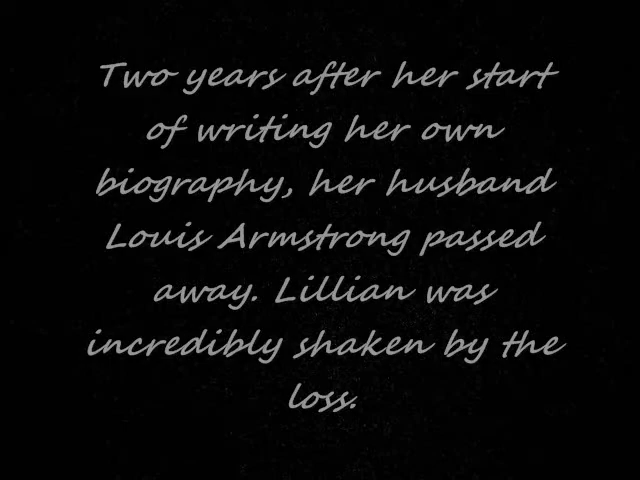 Two years after her start
of writing her own
biography, her husband
Louis Armstrong passed
away. Lillian was
incredibly shaken by the
loss.